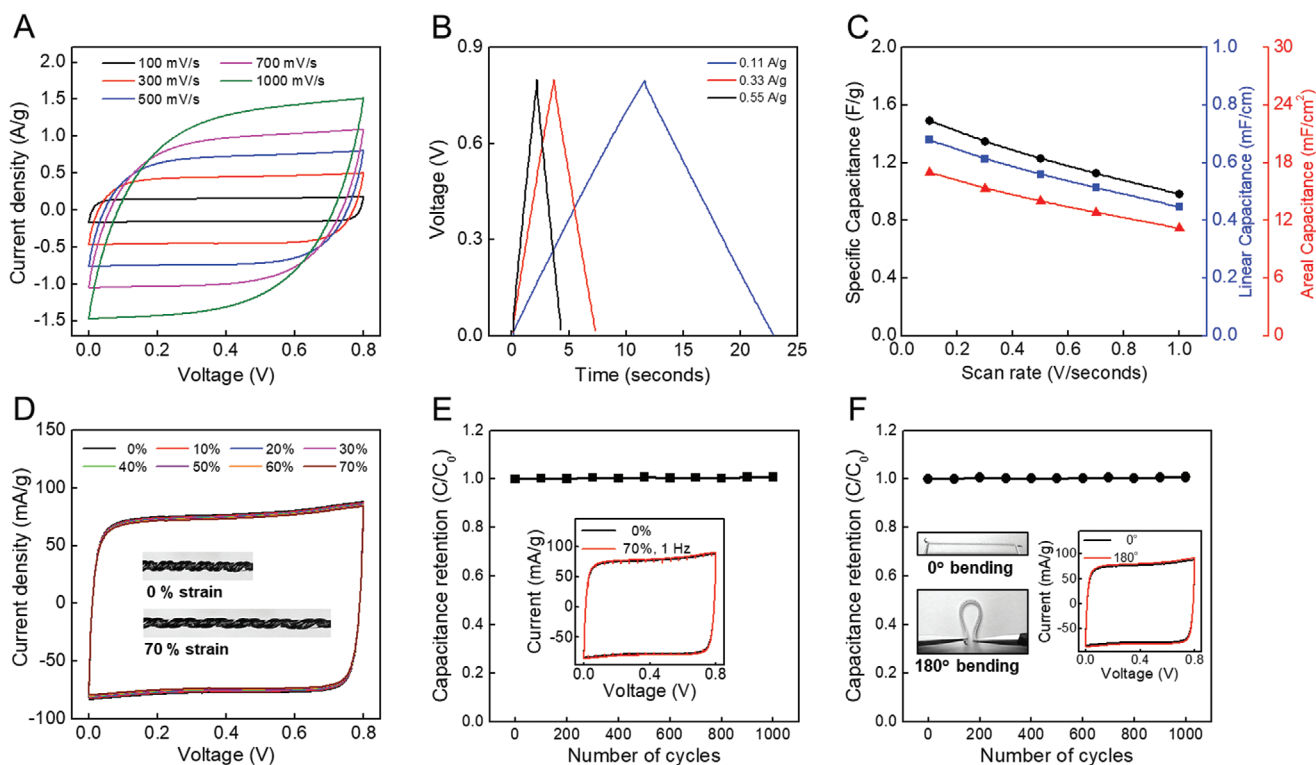 A
100 mV/s
700 mV/s
300 mV/s
1000 mV/s
500 mV/s
Current density (A/g)
1.5
1.0
0.5
0.0
-0.5
-1.0
-1.5
0.0 0.2 0.4 0.6 0.8
Voltage (V)
B
0.11 A/g
0.33 A/g
0.55 A/g
Voltage (V)
0.9
0.6
0.3
0.0
0 5 10 15 20 25
Time (seconds)
C
Specific Capacitance (F/g)
2.0
1.6
1.2
0.8
0.4
0.0
0.0 0.2 0.4 0.6 0.8 1.0
Scan rate (V/seconds)
1.0
0.8
0.6
0.4
0.2
0.0
Linear Capacitance (mF/cm)
30
24
18
12
6
0
Areal Capacitance (mF/cm²)
D
0% 10% 20% 30%
40% 50% 60% 70%
Current density (mA/g)
150
100
50
0
-50
-100
0 % strain
70 % strain
0.0 0.2 0.4 0.6 0.8
Voltage (V)
E
Capacitance retention (C/C₀)
1.2
1.0
0.8
0.6
0.4
0.2
0.0
0%
70%, 1 Hz
Current (mA/g)
100
50
0
-50
0.0 0.4 0.8
Voltage (V)
0 200 400 600 800 1000
Number of cycles
F
Capacitance retention (C/C₀)
1.2
1.0
0.8
0.6
0.4
0.2
0.0
0° bending
180° bending
0°
180°
Current (mA/g)
100
50
0
-50
0.0 0.4 0.8
Voltage (V)
0 200 400 600 800 1000
Number of cycles